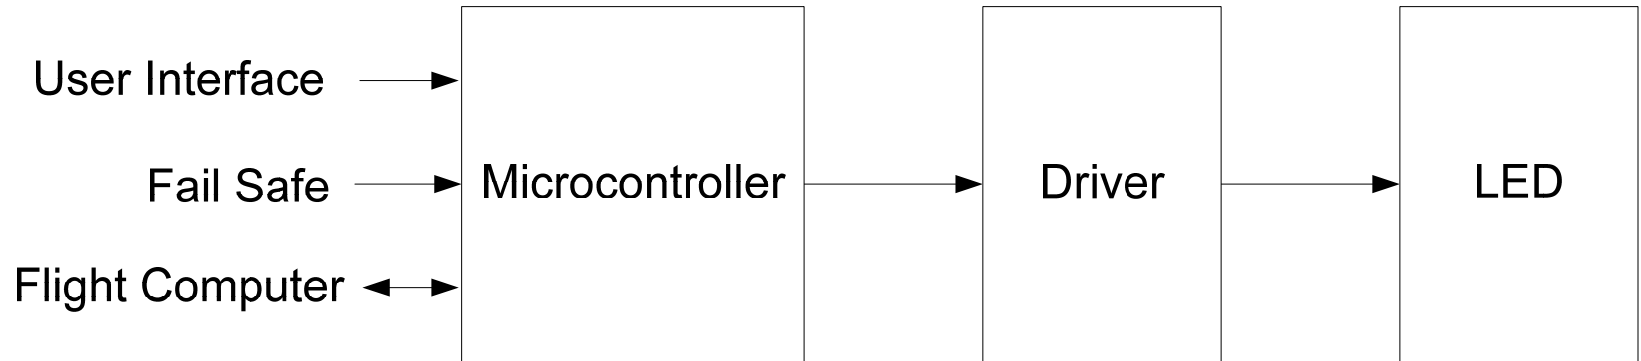 User Interface
Fail Safe
Flight Computer
Microcontroller
Driver
LED